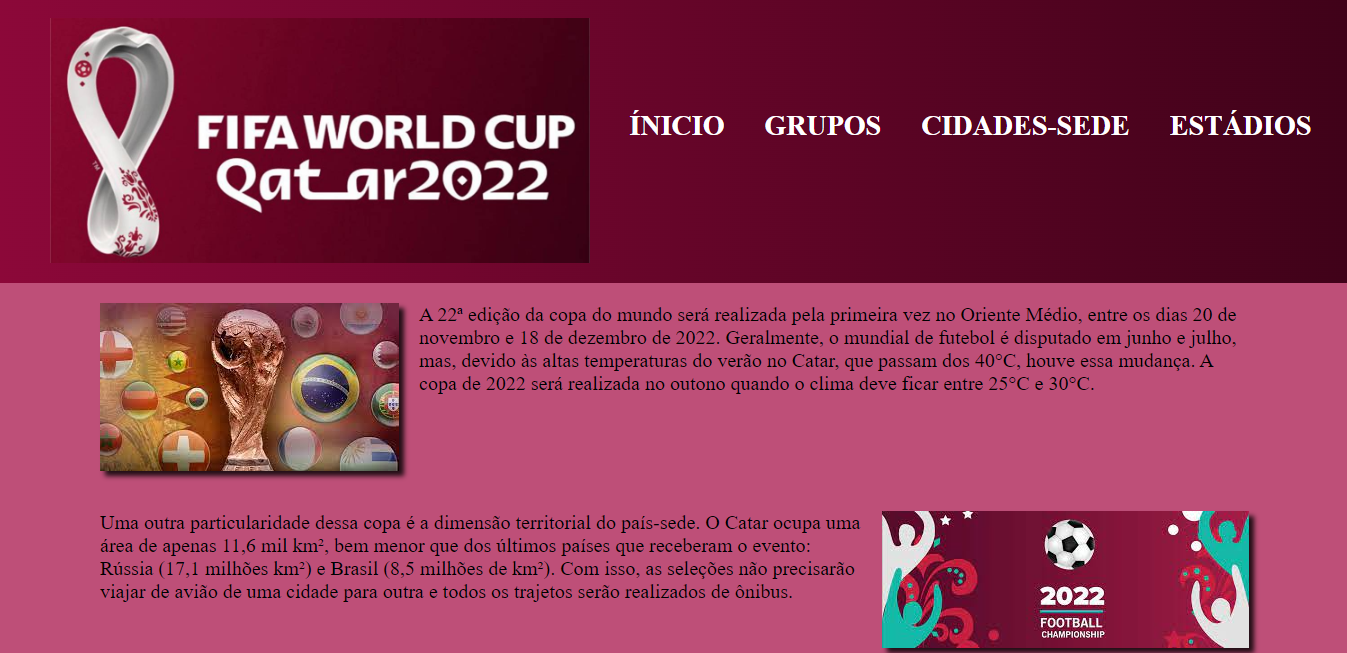 FIFA WORLD CUP
Qatar2022
TM
ÍNICIO GRUPOS CIDADES-SEDE ESTÁDIOS
A 22ª edição da copa do mundo será realizada pela primeira vez no Oriente Médio, entre os dias 20 de
novembro e 18 de dezembro de 2022. Geralmente, o mundial de futebol é disputado em junho e julho,
mas, devido às altas temperaturas do verão no Catar, que passam dos 40°C, houve essa mudança. A
copa de 2022 será realizada no outono quando o clima deve ficar entre 25°C e 30°C.
Uma outra particularidade dessa copa é a dimensão territorial do país-sede. O Catar ocupa uma
área de apenas 11,6 mil km², bem menor que dos últimos países que receberam o evento:
Rússia (17,1 milhões km²) e Brasil (8,5 milhões de km²). Com isso, as seleções não precisarão
viajar de avião de uma cidade para outra e todos os trajetos serão realizados de ônibus.
2022
FOOTBALL
CHAMPIONSHIP